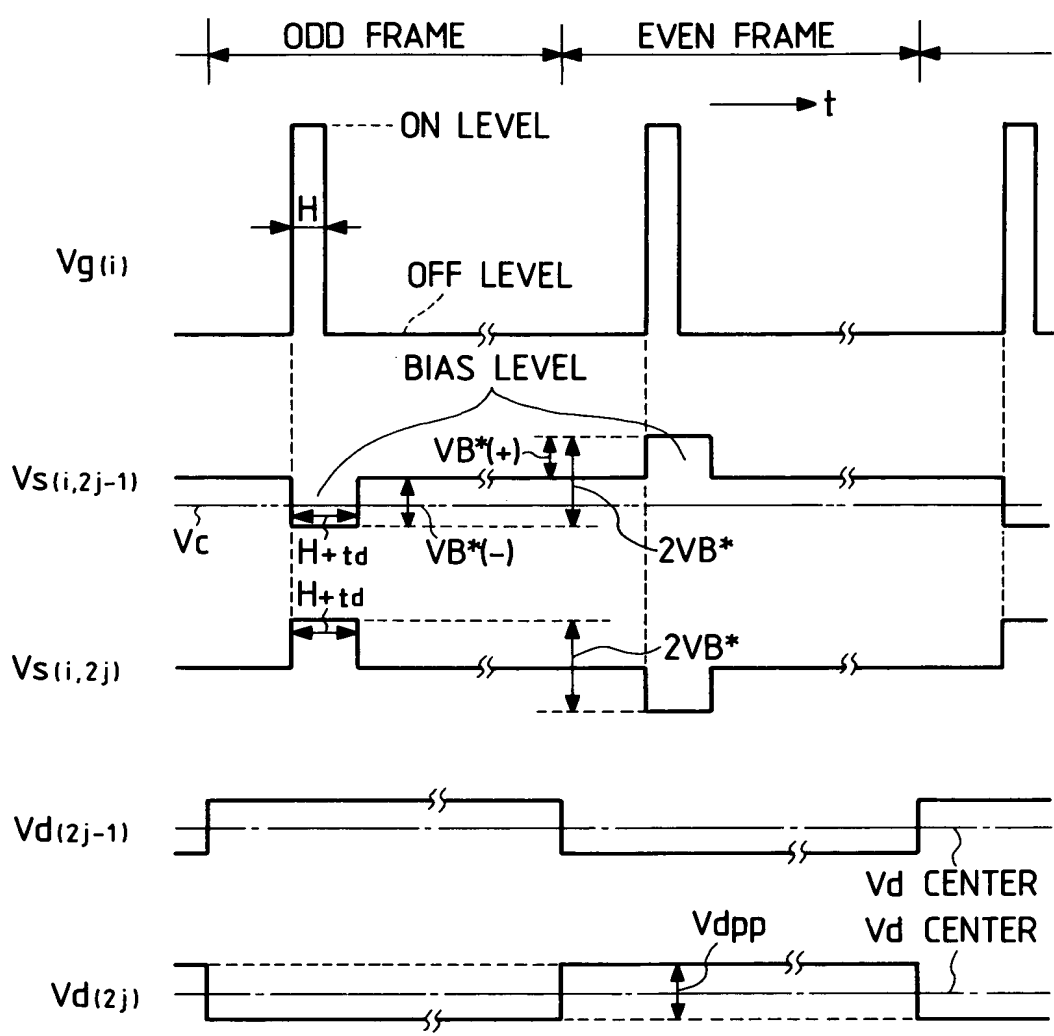 ODD FRAME EVEN FRAME
t
ON LEVEL
H
Vg(i)
OFF LEVEL
BIAS LEVEL
VB*(+)
Vs(i,2j-1)
Vc
H+td
VB*(-)
2VB*
H+td
2VB*
Vs(i,2j)
Vd(2j-1)
Vd CENTER
Vdpp
Vd CENTER
Vd(2j)